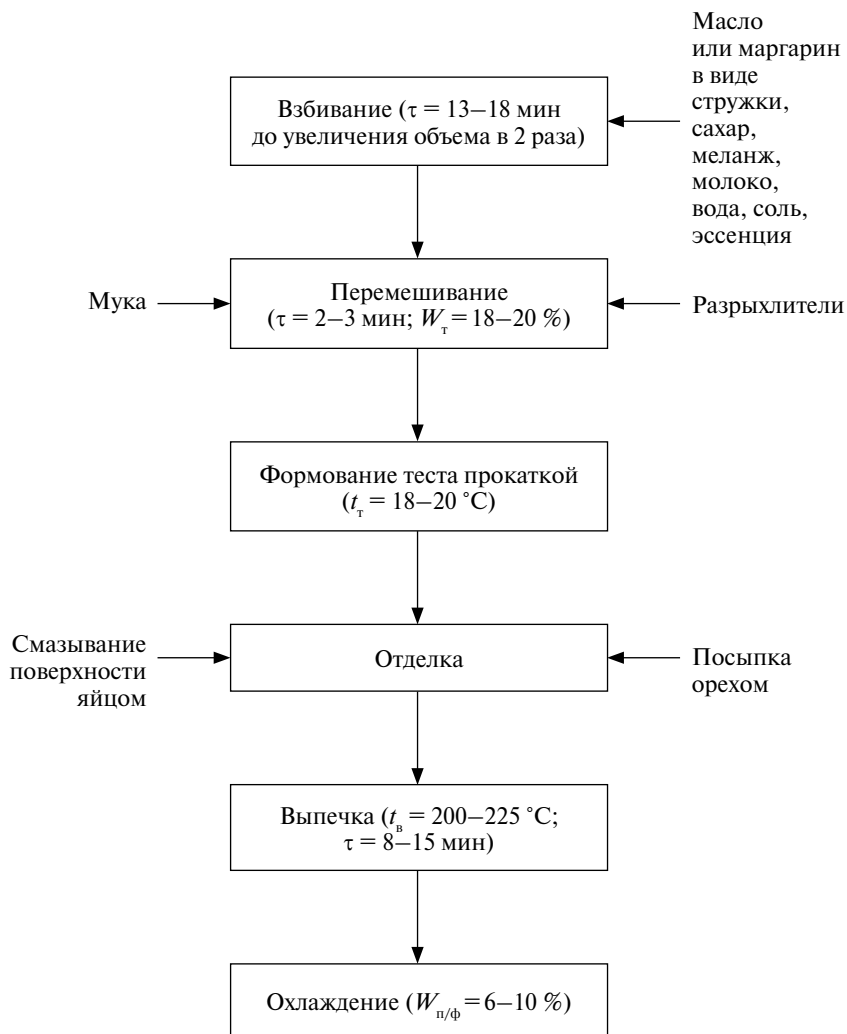 Масло
или маргарин
в виде
стружки,
сахар,
меланж,
молоко,
вода, соль,
эссенция
Взбивание (τ = 13–18 мин
до увеличения объема в 2 раза)
Мука
Перемешивание
(τ = 2–3 мин; Wт = 18–20 %)
Разрыхлители
Формование теста прокаткой
(tт = 18–20 °С)
Смазывание
поверхности
яйцом
Отделка
Посыпка
орехом
Выпечка (tв = 200–225 °С;
τ = 8–15 мин)
Охлаждение (Wп/ф = 6–10 %)